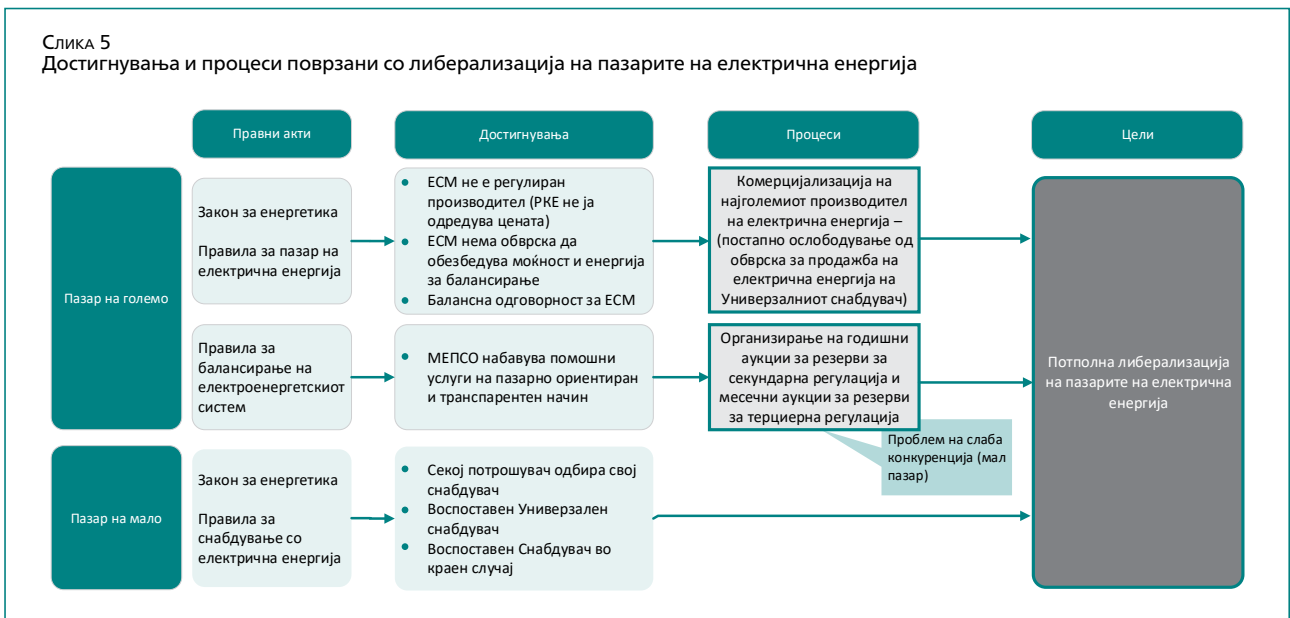 Слика 5
Достигнувања и процеси поврзани со либерализација на пазарите на електрична енергија
Правни акти
Достигнувања
Процеси
Цели
Пазар на големо
Закон за енергетика
Правила за пазар на
електрична енергија
• ЕСМ не е регулиран
производител (РКЕ не ја
одредува цената)
• ЕСМ нема обврска да
обезбедува моќност и енергија
за балансирање
• Балансна одговорност за ЕСМ
Комерцијализација на
најголемиот производител
на електрична енергија –
(постапно ослободување од
обврска за продажба на
електрична енергија на
Универзалниот снабдувач)
Потполна либерализација
на пазарите на електрична
енергија
Правила за
балансирање на
електроенергетскиот
систем
• МЕПСО набавува помошни
услуги на пазарно ориентиран
и транспарентен начин
Организирање на годишни
аукции за резерви за
секундарна регулација и
месечни аукции за резерви
за терциерна регулација
Проблем на слаба
конкуренција (мал
пазар)
Пазар на мало
Закон за енергетика
Правила за
снабдување со
електрична енергија
• Секој потрошувач одбира свој
снабдувач
• Воспоставен Универзален
снабдувач
• Воспоставен Снабдувач во
краен случај